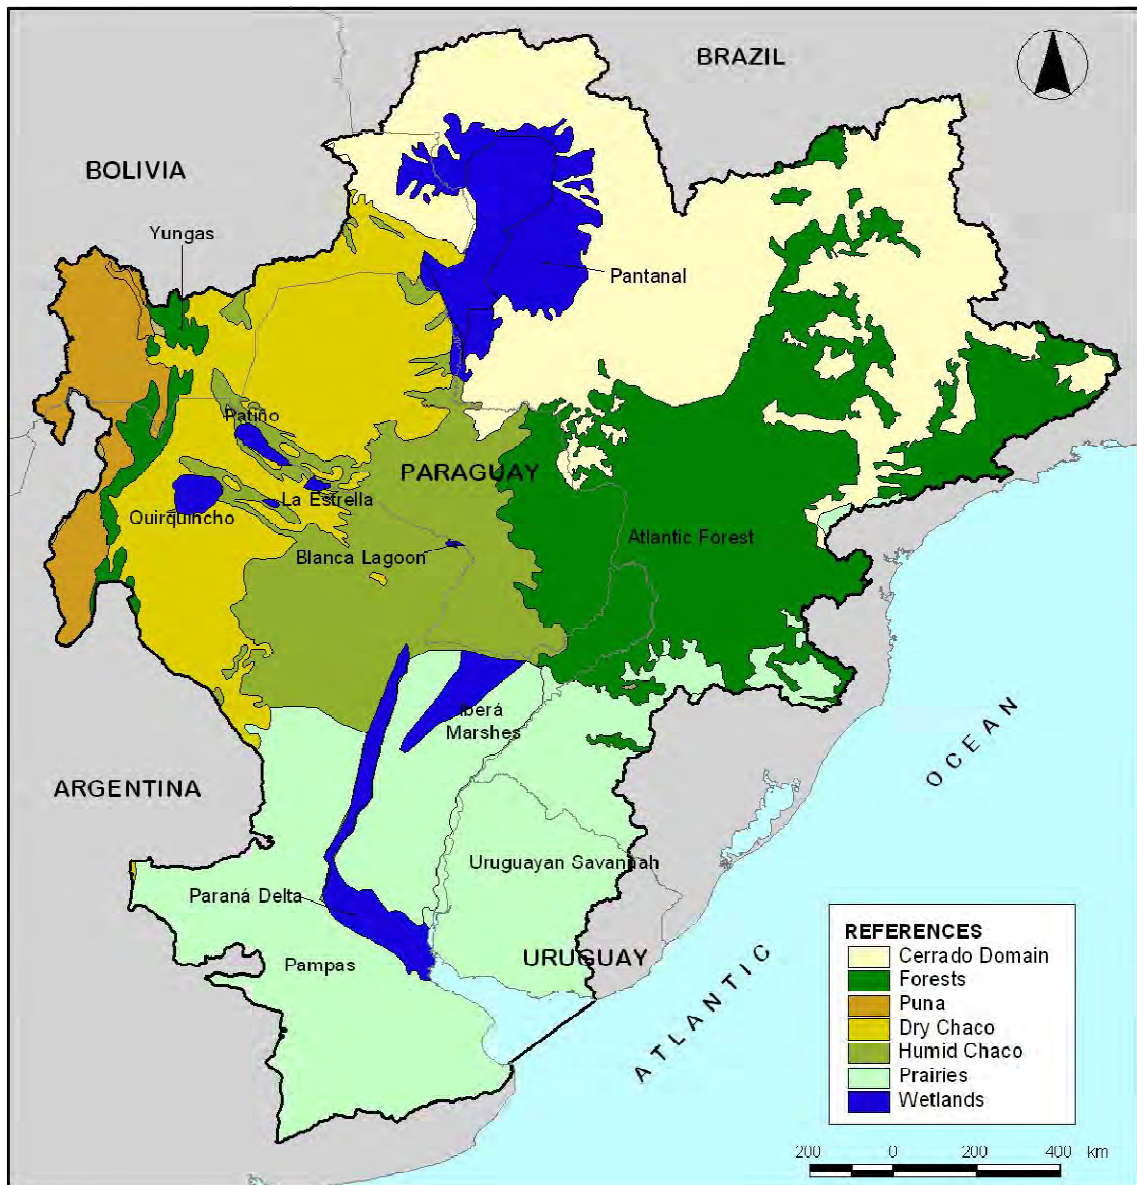 BRAZIL
BOLIVIA
Yungas
Pantanal
Patiño
PARAGUAY
La Estrella
Quirquincho
Atlantic Forest
Blanca Lagoon
Iberá
Marshes
OCEAN
ARGENTINA
Uruguayan Savannah
Paraná Delta
URUGUAY
Pampas
ATLANTIC
REFERENCES
Cerrado Domain
Forests
Puna
Dry Chaco
Humid Chaco
Prairies
Wetlands
200 0 200 400 km